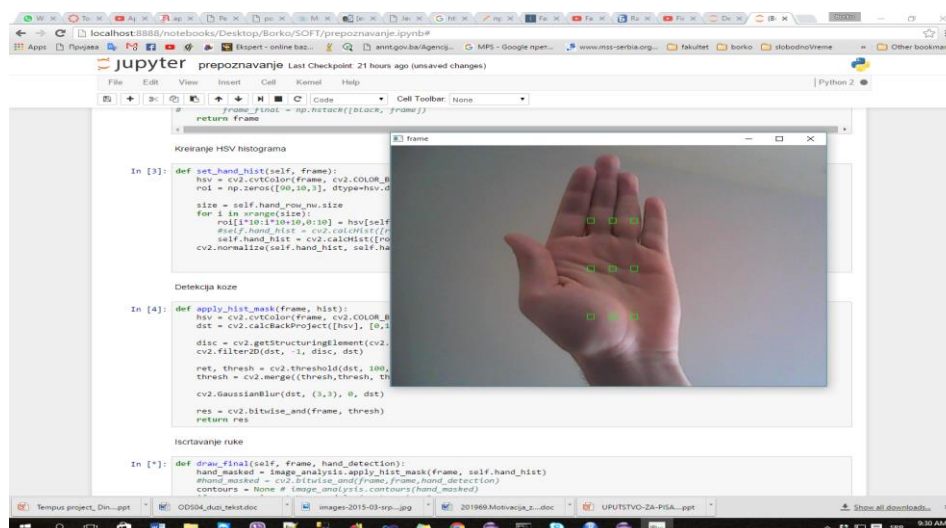 localhost:8888/notebooks/Desktop/Borko/SOFT/prepoznavanje.ipynb#
Apps Провјава Ekspert - online baz... annt.gov.ba/Agencij... MPS - Google прет... www.mss-serbia.org... fakultet borko slobodnoVreme » Other bookmar
jupyter prepoznavanje Last Checkpoint: 21 hours ago (unsaved changes)
File Edit View Insert Cell Kernel Help Python 2
Code Cell Toolbar: None
# frame_final = np.hstack([black, frame])
return frame
frame
Kreiranje HSV histograma
In [3]: def set_hand_hist(self, frame):
hsv = cv2.cvtColor(frame, cv2.COLOR_B
roi = np.zeros([90,10,3], dtype=hsv.d
size = self.hand_row_nw.size
for i in xrange(size):
roi[i*10:i*10+10,0:10] = hsv[self
#self.hand_hist = cv2.calcHist([r
self.hand_hist = cv2.calcHist([ro
cv2.normalize(self.hand_hist, self.ha
Detekcija koze
In [4]: def apply_hist_mask(frame, hist):
hsv = cv2.cvtColor(frame, cv2.COLOR_B
dst = cv2.calcBackProject([hsv], [0,1
disc = cv2.getStructuringElement(cv2.
cv2.filter2D(dst, -1, disc, dst)
ret, thresh = cv2.threshold(dst, 100,
thresh = cv2.merge((thresh,thresh, th
cv2.GaussianBlur(dst, (3,3), 0, dst)
res = cv2.bitwise_and(frame, thresh)
return res
Iscrtavanje ruke
In [*]: def draw_final(self, frame, hand_detection):
hand_masked = image_analysis.apply_hist_mask(frame, self.hand_hist)
#hand_masked = cv2.bitwise_and(frame,frame,hand_detection)
contours = None # image_analysis.contours(hand_masked)
Tempus project_Din....ppt ODS04_duzi_tekst.doc images-2015-03-srp...jpg 201969.Motivacija_z...doc UPUTSTVO-ZA-PISA....ppt Show all downloads...
9:30 AM